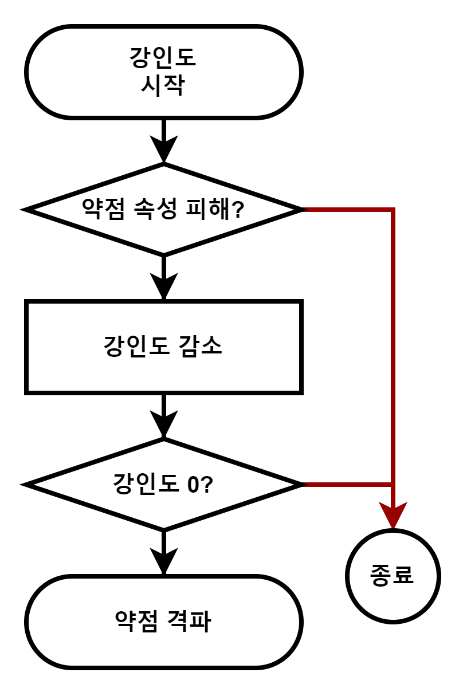 강인도
시작
약점 속성 피해?
강인도 감소
강인도 0?
종료
약점 격파